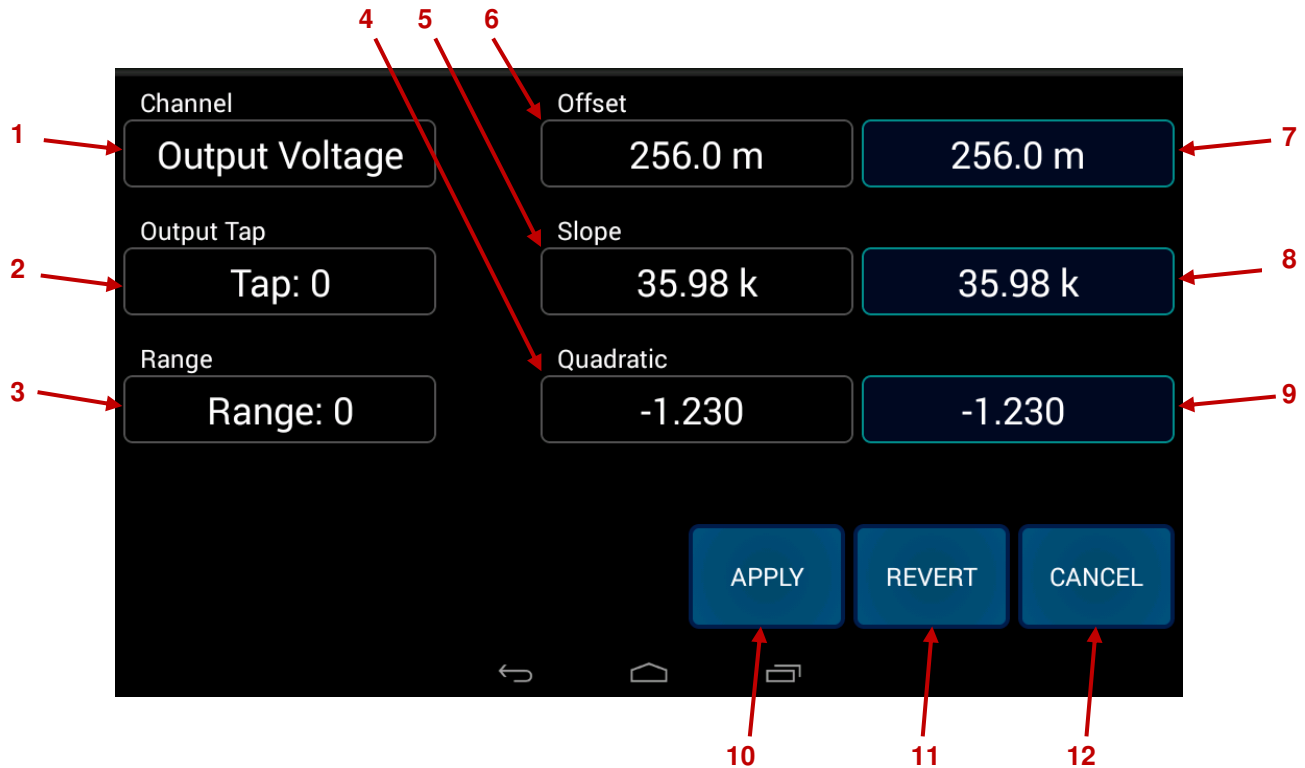 4 5 6
Channel Offset
1 Output Voltage 256.0 m 256.0 m 7
Output Tap Slope
2 Tap: 0 35.98 k 35.98 k 8
Range Quadratic
3 Range: 0 -1.230 -1.230 9
APPLY REVERT CANCEL
10 11 12